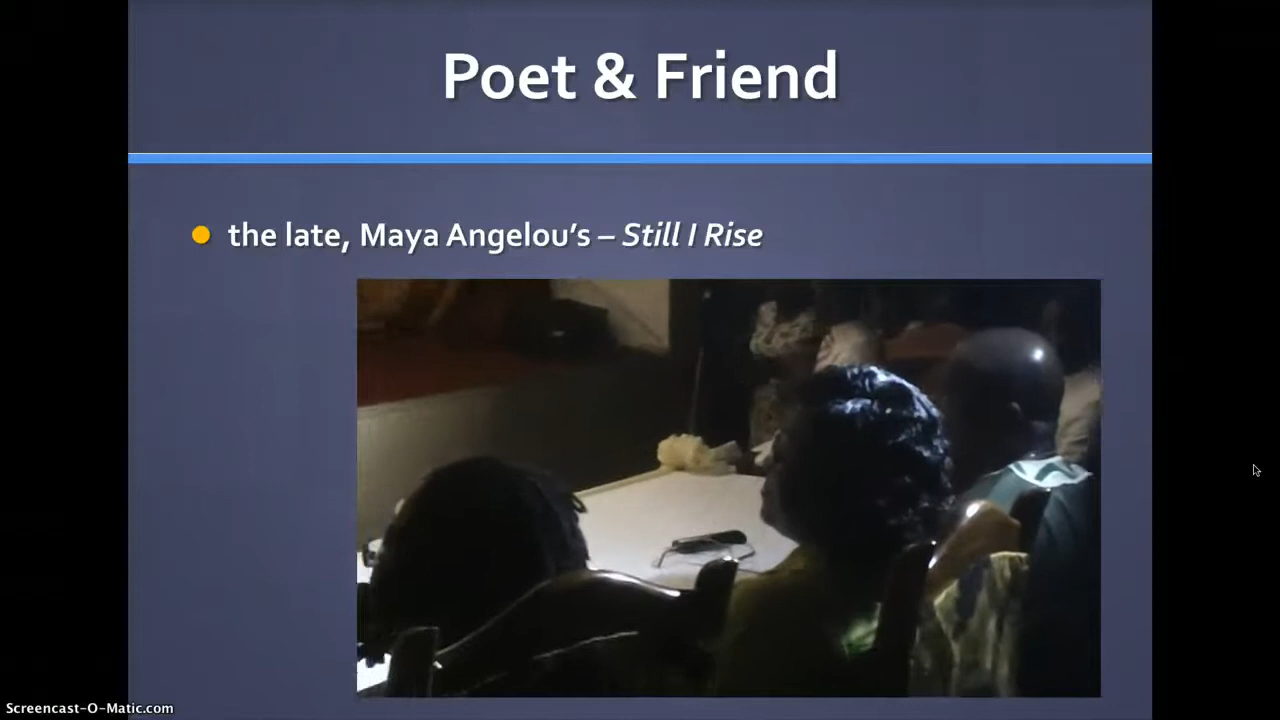 Poet & Friend
the late, Maya Angelou’s – Still I Rise
Screencast-O-Matic.com